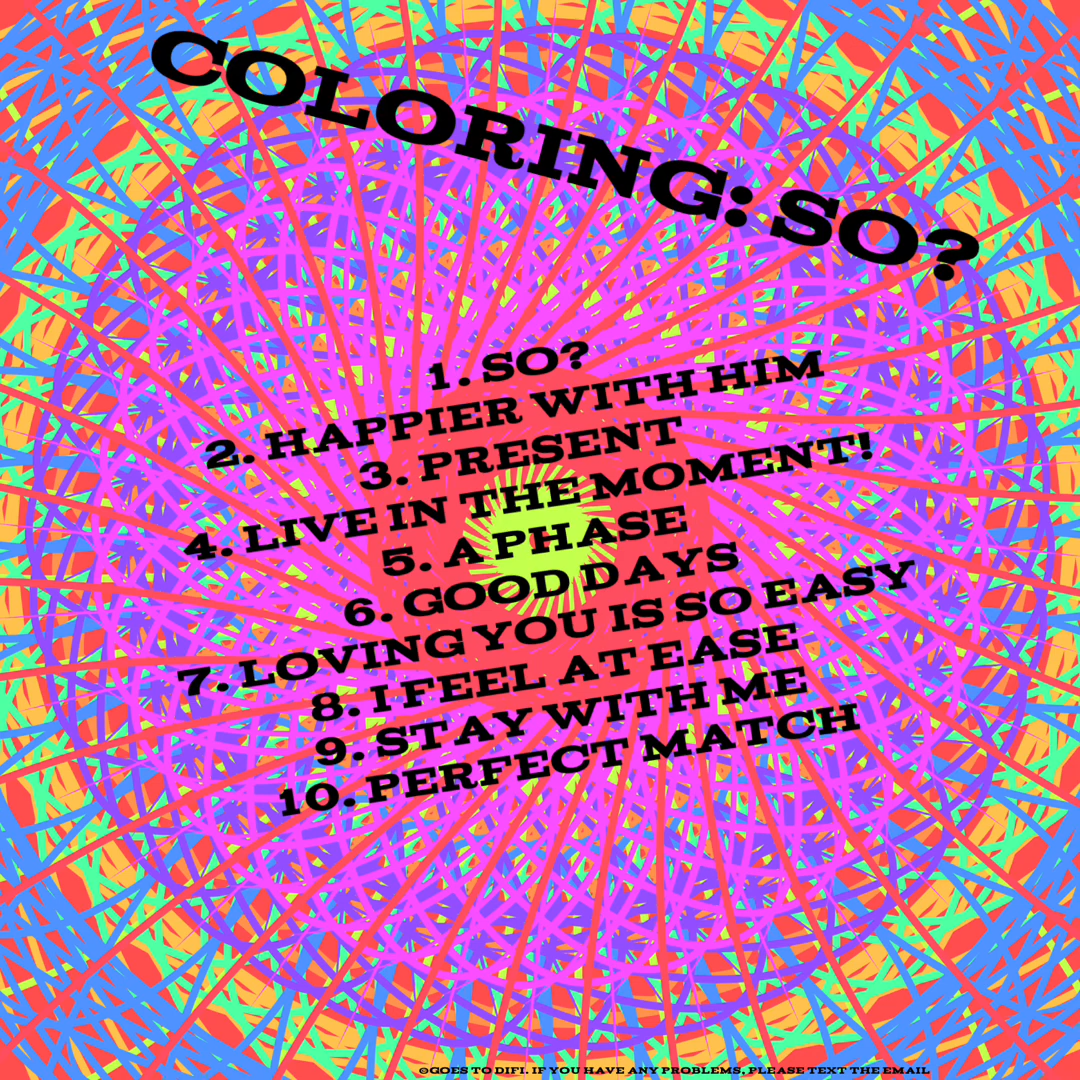 COLORING: SO?
1. SO?
2. HAPPIER WITH HIM
3. PRESENT
4. LIVE IN THE MOMENT!
5. A PHASE
6. GOOD DAYS
7. LOVING YOU IS SO EASY
8. I FEEL AT EASE
9. STAY WITH ME
10. PERFECT MATCH
©GOES TO DIFI. IF YOU HAVE ANY PROBLEMS, PLEASE TEXT THE EMAIL